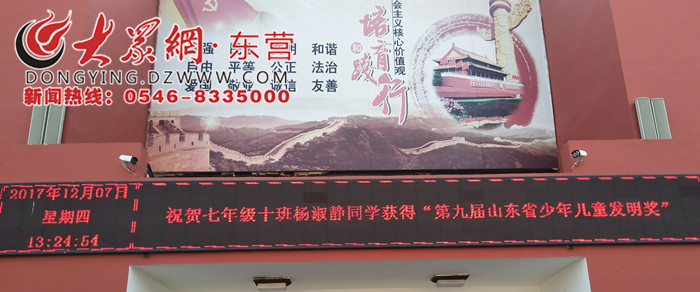 大眾網·东营
DONGYING.DZWWW.COM
新闻热线：0546-8335000
会主义核心价值观
培育
和
践行
和谐
自由 平等 公正 法治
爱国 敬业 诚信 友善
2017年12月07日
星期四
13:24:54
祝贺七年级十班杨淑静同学获得“第九届山东省少年儿童发明奖”